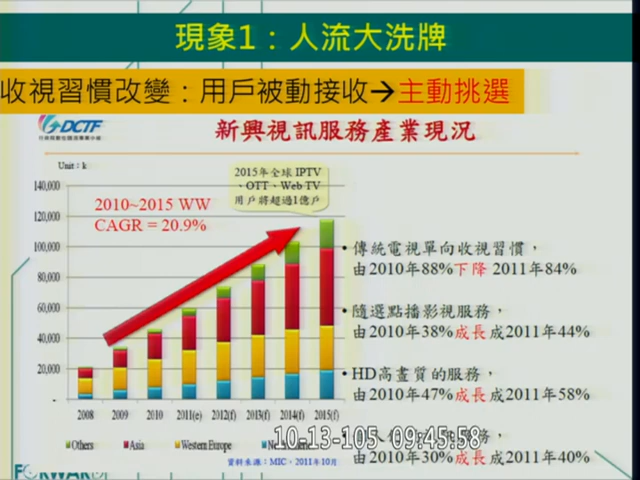 現象1：人流大洗牌
收視習慣改變：用戶被動接收→主動挑選
DCTF
新興視訊服務產業現況
Unit：k
2015年全球 IPTV
、OTT、Web TV
用戶將超過1億戶
2010~2015 WW
CAGR = 20.9%
140,000
120,000
100,000
80,000
60,000
40,000
20,000
-
2008 2009 2010 2011(e) 2012(f) 2013(f) 2014(f) 2015(f)
Others Asia Western Europe
資料來源：MIC，2011年10月
• 傳統電視單向收視習慣，
由2010年88%下降 2011年84%
• 隨選點播影視服務，
由2010年38%成長成2011年44%
• HD高畫質的服務，
由2010年47%成長成2011年58%
由2010年30%成長成2011年40%
10-13-105 09:45:58
FORWARD